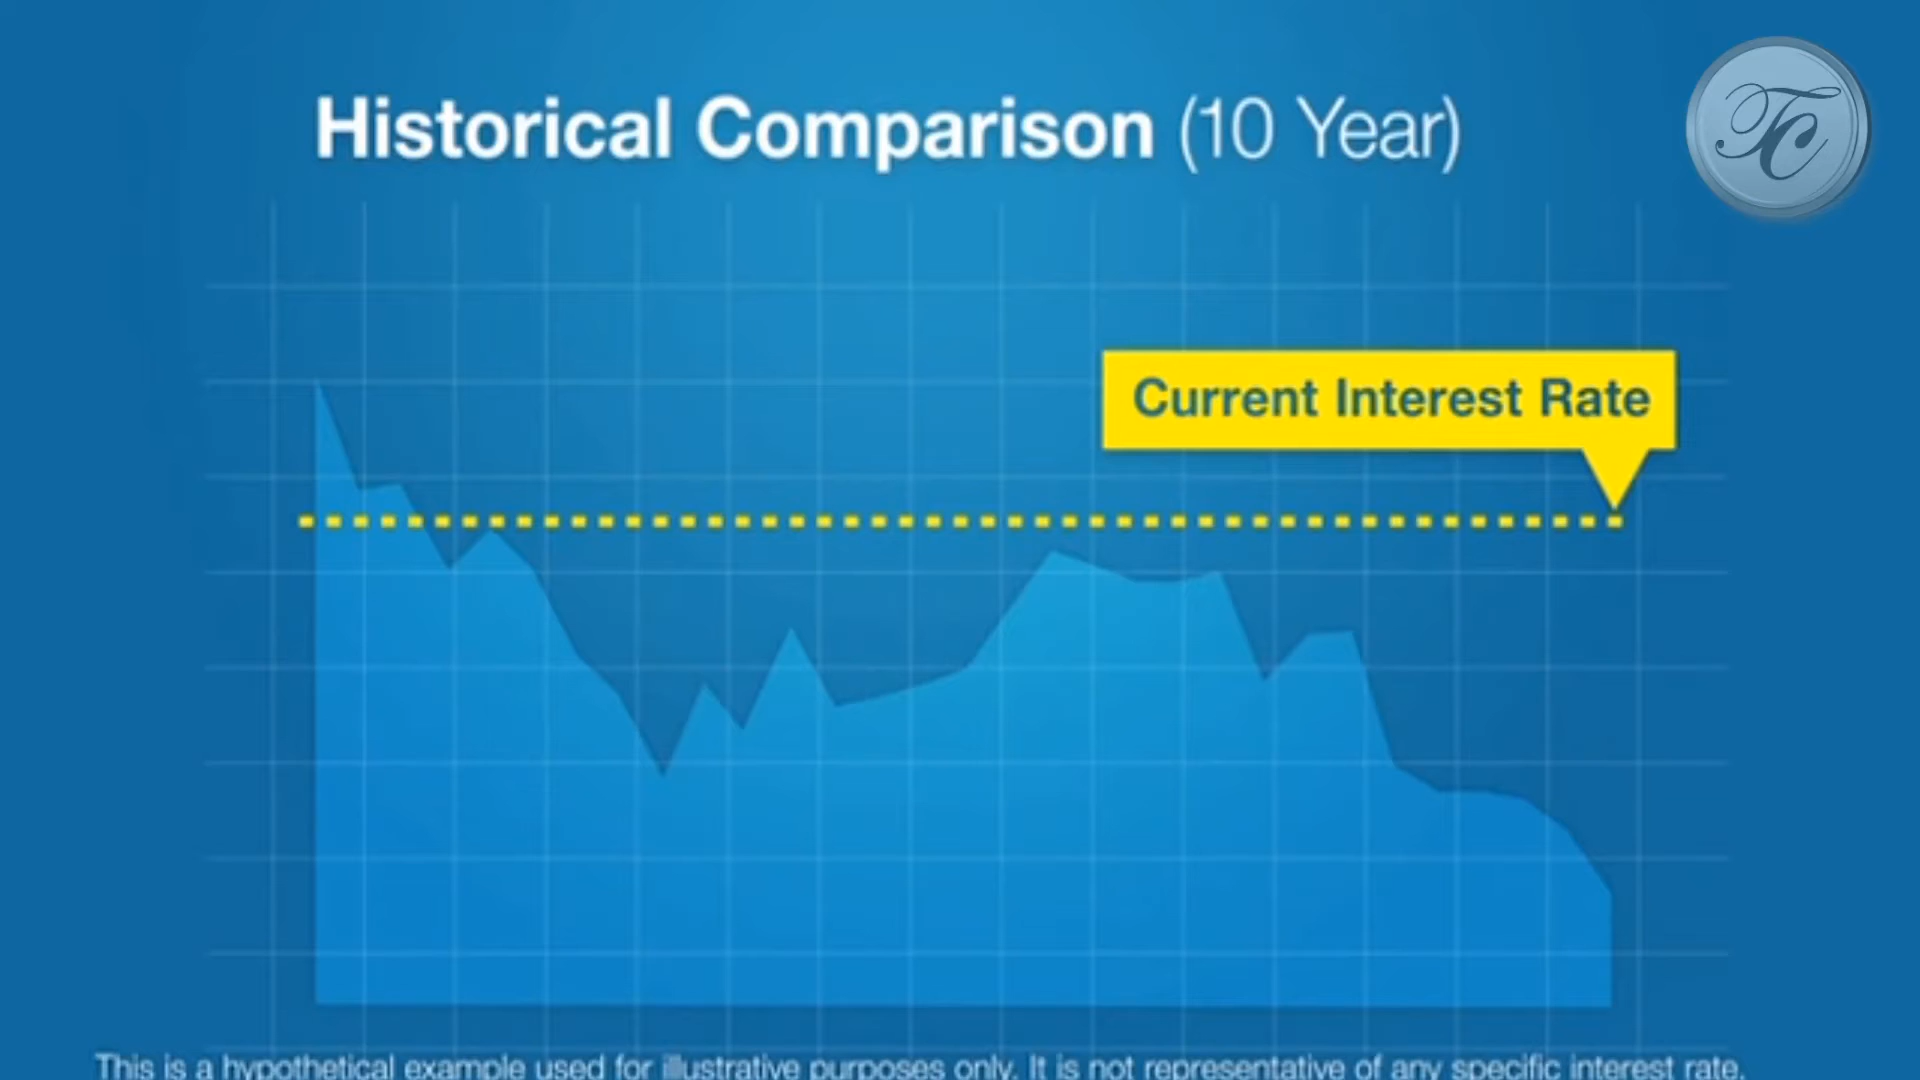 Historical Comparison (10 Year)
TC
Current Interest Rate
This is a hypothetical example used for illustrative purposes only. It is not representative of any specific interest rate.